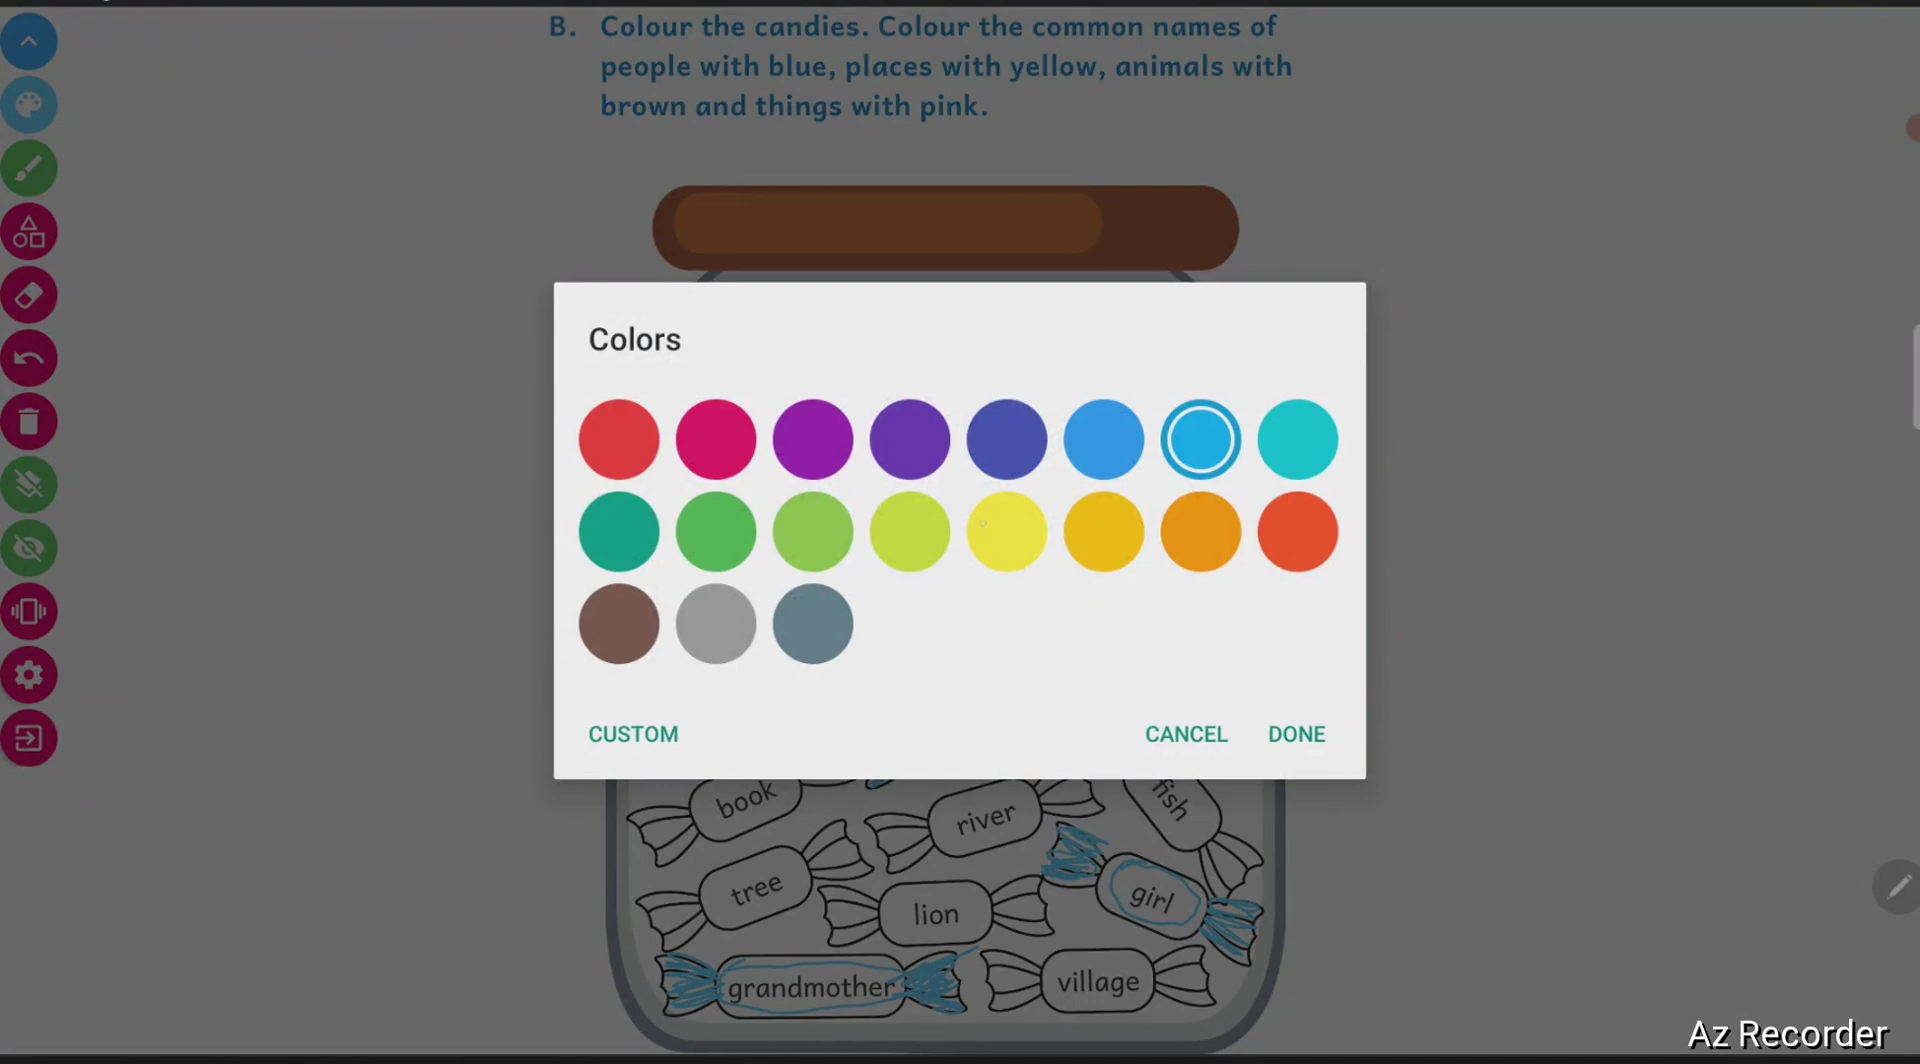 B. Colour the candies. Colour the common names of
people with blue, places with yellow, animals with
brown and things with pink.
Colors
CUSTOM CANCEL DONE
book
river
fish
tree
lion
girl
grandmother
village
Az Recorder